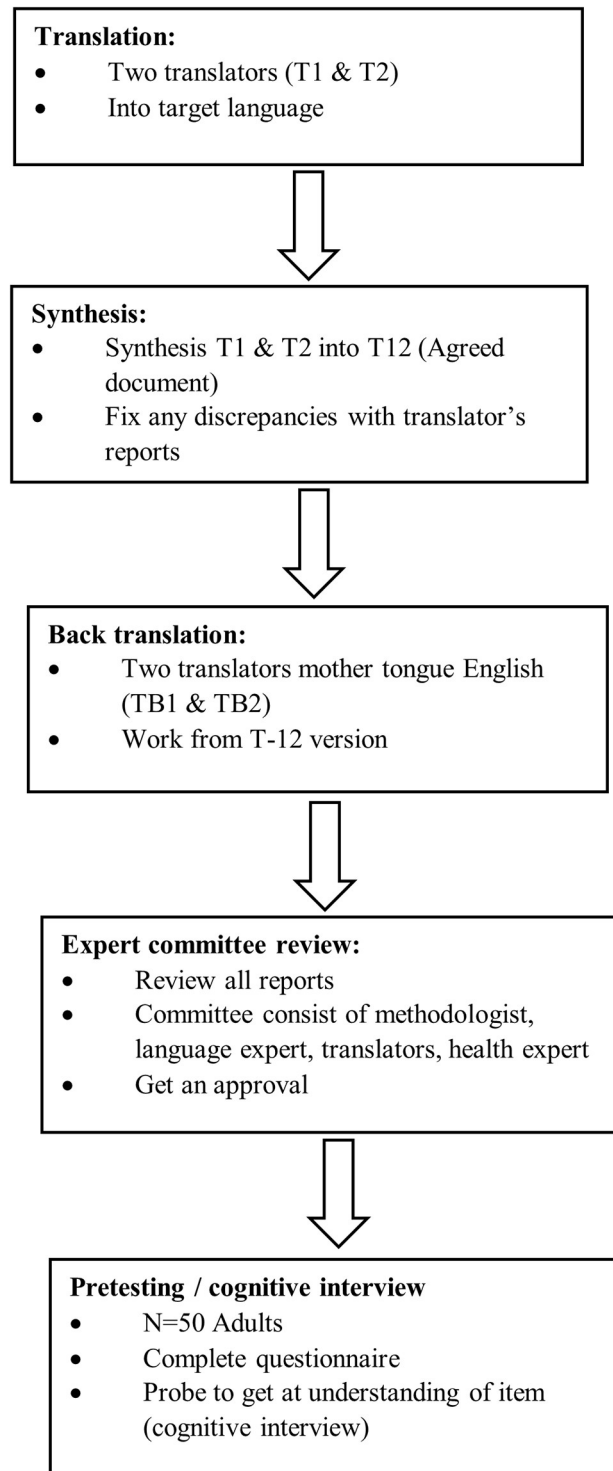 Translation:
• Two translators (T1 & T2)
• Into target language
Synthesis:
• Synthesis T1 & T2 into T12 (Agreed
document)
• Fix any discrepancies with translator’s
reports
Back translation:
• Two translators mother tongue English
(TB1 & TB2)
• Work from T-12 version
Expert committee review:
• Review all reports
• Committee consist of methodologist,
language expert, translators, health expert
• Get an approval
Pretesting / cognitive interview
• N=50 Adults
• Complete questionnaire
• Probe to get at understanding of item
(cognitive interview)